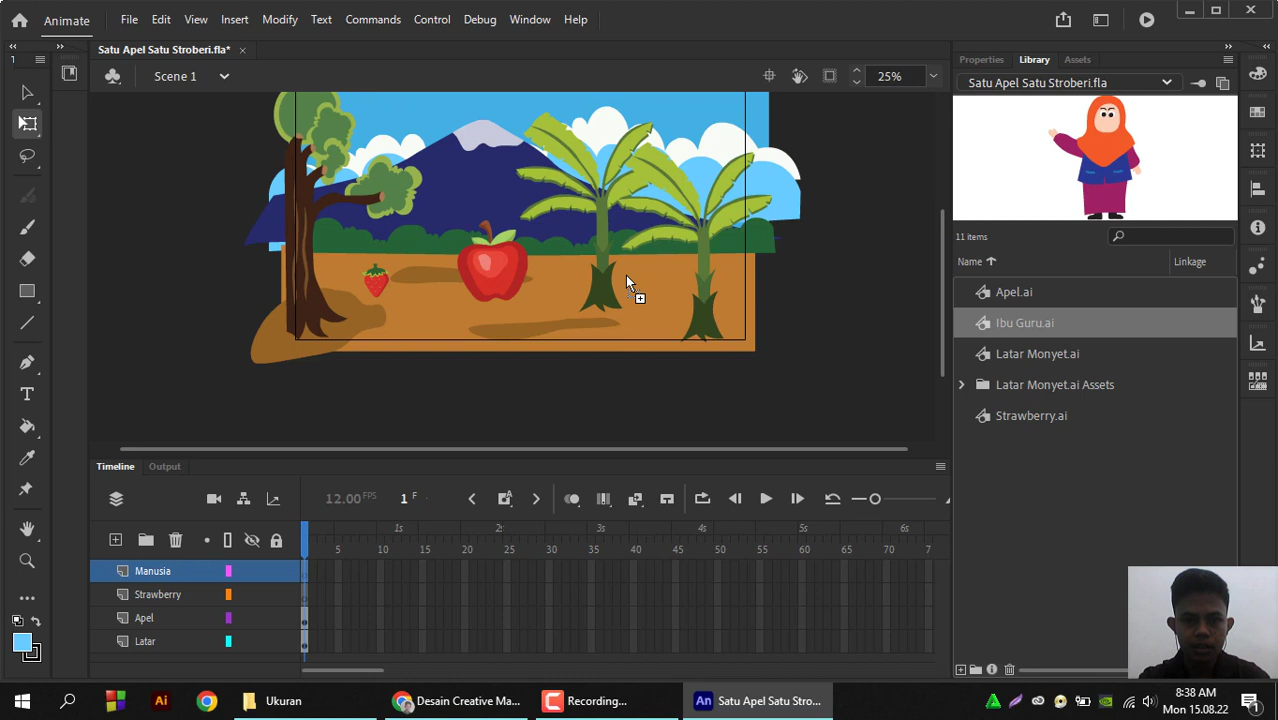 Animate File Edit View Insert Modify Text Commands Control Debug Window Help
Satu Apel Satu Stroberi.fla*
Scene 1
25%
1
Properties Library Assets
Satu Apel Satu Stroberi.fla
11 items
Name Linkage
Apel.ai
Ibu Guru.ai
Latar Monyet.ai
Latar Monyet.ai Assets
Strawberry.ai
Timeline Output
12.00 FPS 1 F
1s 2s 3s 4s 5s 6s
5 10 15 20 25 30 35 40 45 50 55 60 65 70 7
Manusia
Strawberry
Apel
Latar
Ai
Ukuran
Desain Creative Ma...
Recording...
An Satu Apel Satu Stro...
8:38 AM
Mon 15.08.22
1